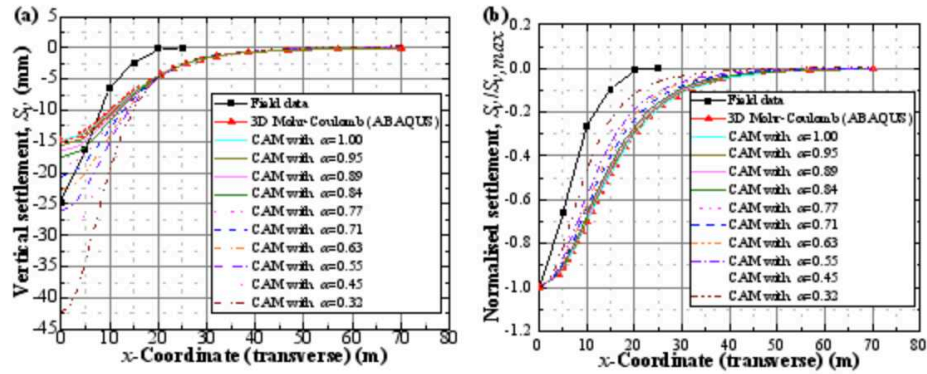 (a)
Vertical settlement, Sv (mm)
5
0
-5
-10
-15
-20
-25
-30
-35
-40
-45
0 10 20 30 40 50 60 70 80
x-Coordinate (transverse) (m)
Field data
3D Mohr-Coulomb (ABAQUS)
CAM with α=1.00
CAM with α=0.95
CAM with α=0.89
CAM with α=0.84
CAM with α=0.77
CAM with α=0.71
CAM with α=0.63
CAM with α=0.55
CAM with α=0.45
CAM with α=0.32
(b)
Normalised settlement, Sv/Sv,max
0.2
0.0
-0.2
-0.4
-0.6
-0.8
-1.0
-1.2
0 10 20 30 40 50 60 70 80
x-Coordinate (transverse) (m)
Field data
3D Mohr-Coulomb (ABAQUS)
CAM with α=1.00
CAM with α=0.95
CAM with α=0.89
CAM with α=0.84
CAM with α=0.77
CAM with α=0.71
CAM with α=0.63
CAM with α=0.55
CAM with α=0.45
CAM with α=0.32